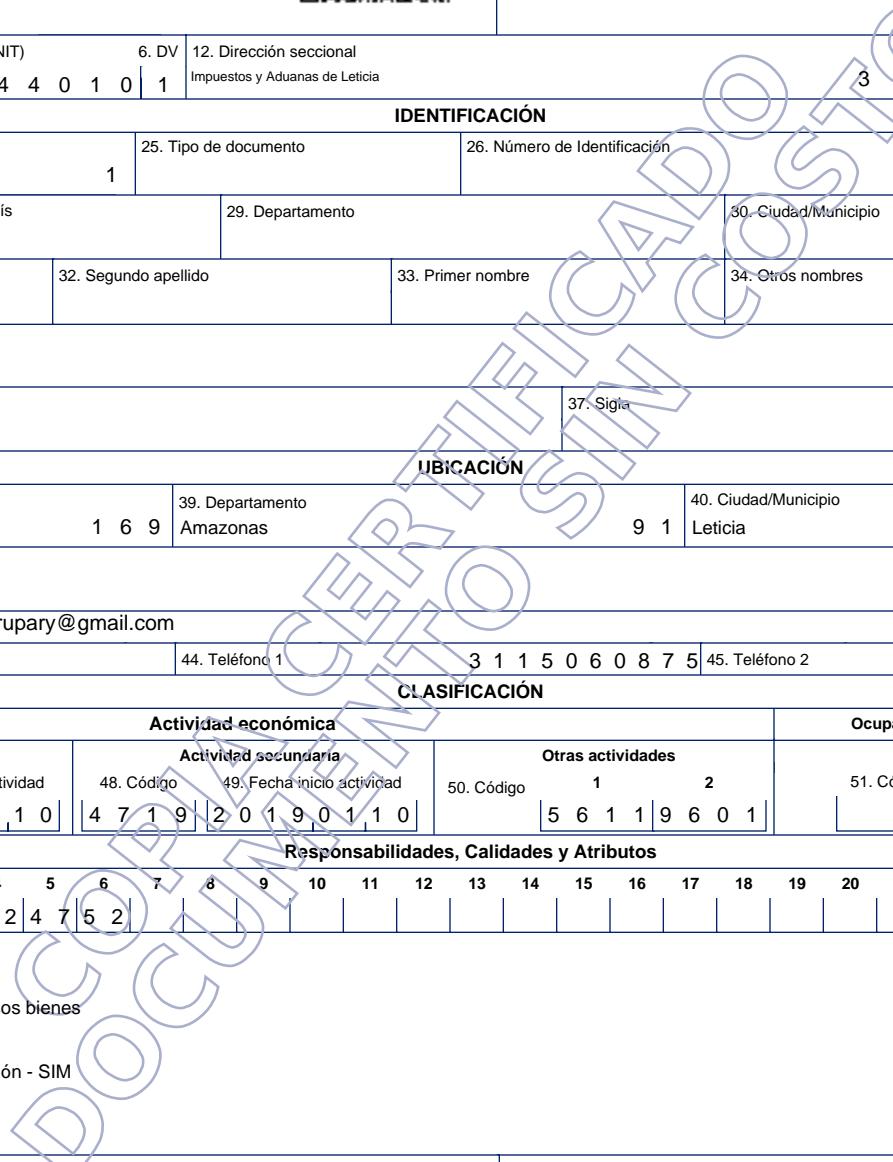 NIT) 6. DV 12. Dirección seccional
4 4 0 1 0 1 Impuestos y Aduanas de Leticia 3
IDENTIFICACIÓN
25. Tipo de documento 26. Número de Identificación
1
ís 29. Departamento 30. Ciudad/Municipio
32. Segundo apellido 33. Primer nombre 34. Otros nombres
37. Sigla
UBICACIÓN
39. Departamento 40. Ciudad/Municipio
1 6 9 Amazonas 9 1 Leticia
rupary@gmail.com
44. Teléfono 1 3 1 1 5 0 6 0 8 7 5 45. Teléfono 2
CLASIFICACIÓN
Actividad económica Ocupa
Actividad secundaria Otras actividades
tividad 48. Código 49. Fecha inicio actividad 50. Código 1 2 51. Có
1 0 4 7 1 9 2 0 1 9 0 1 1 0 5 6 1 1 9 6 0 1
Responsabilidades, Calidades y Atributos
5 6 7 8 9 10 11 12 13 14 15 16 17 18 19 20
2 4 7 5 2
os bienes
ón - SIM
COPIA CERTIFICADO
DOCUMENTO SIN COSTO